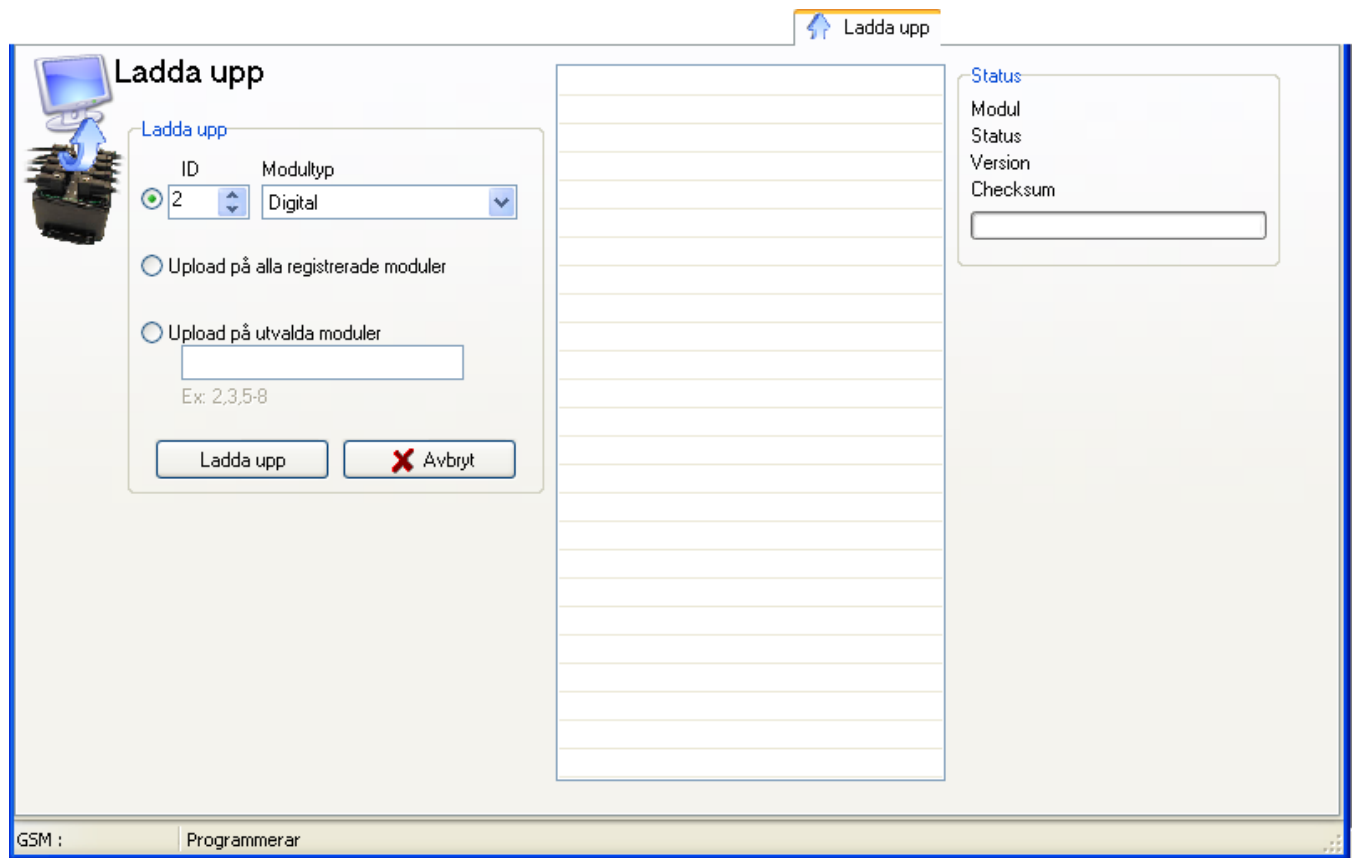 Ladda upp
Ladda upp
Ladda upp
ID Modultyp
2 Digital
Upload på alla registrerade moduler
Upload på utvalda moduler
Ex: 2,3,5-8
Ladda upp Avbryt
Status
Modul
Status
Version
Checksum
GSM : Programmerar